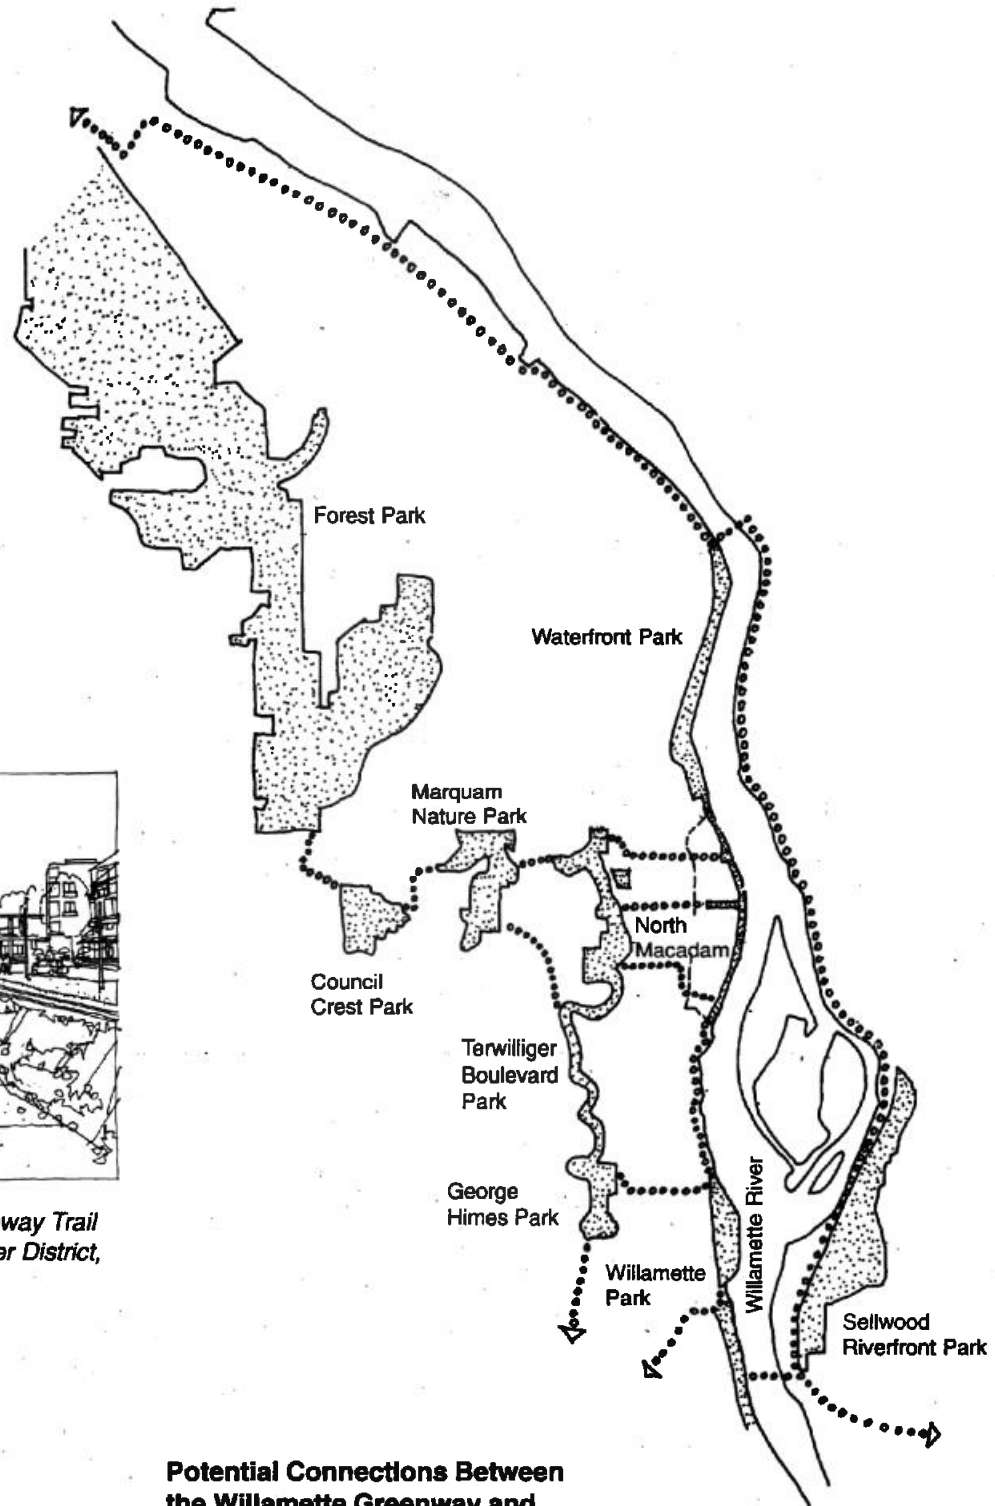 Forest Park
Waterfront Park
Marquam
Nature Park
North
Macadam
Council
Crest Park
Terwilliger
Boulevard
Park
George
Himes Park
Willamette River
way Trail
er District,
Willamette
Park
Sellwood
Riverfront Park
Potential Connections Between
the Willamette Greenway and